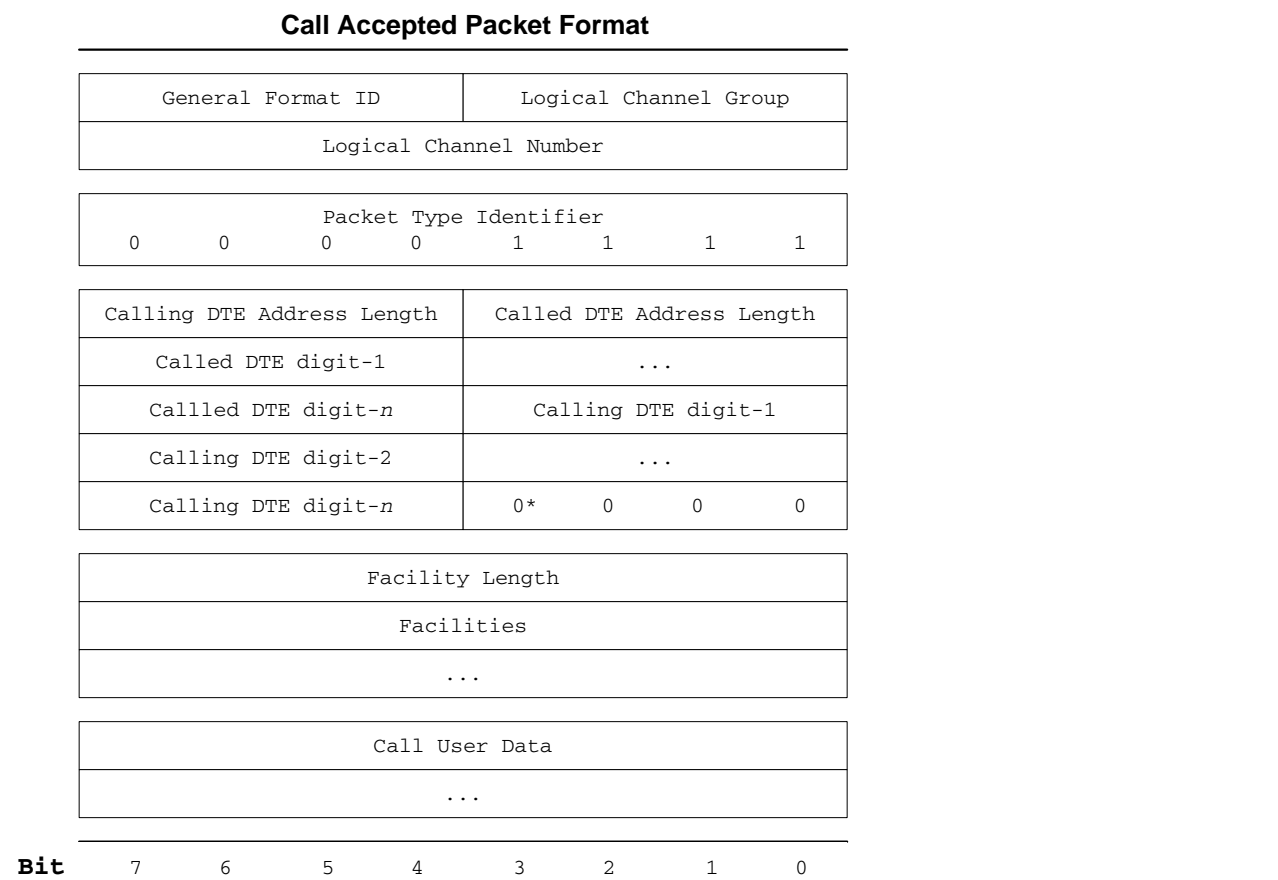 Call Accepted Packet Format
General Format ID Logical Channel Group
Logical Channel Number
Packet Type Identifier
0 0 0 0 1 1 1 1
Calling DTE Address Length Called DTE Address Length
Called DTE digit-1 ...
Callled DTE digit-n Calling DTE digit-1
Calling DTE digit-2 ...
Calling DTE digit-n 0* 0 0 0
Facility Length
Facilities
...
Call User Data
...
Bit 7 6 5 4 3 2 1 0